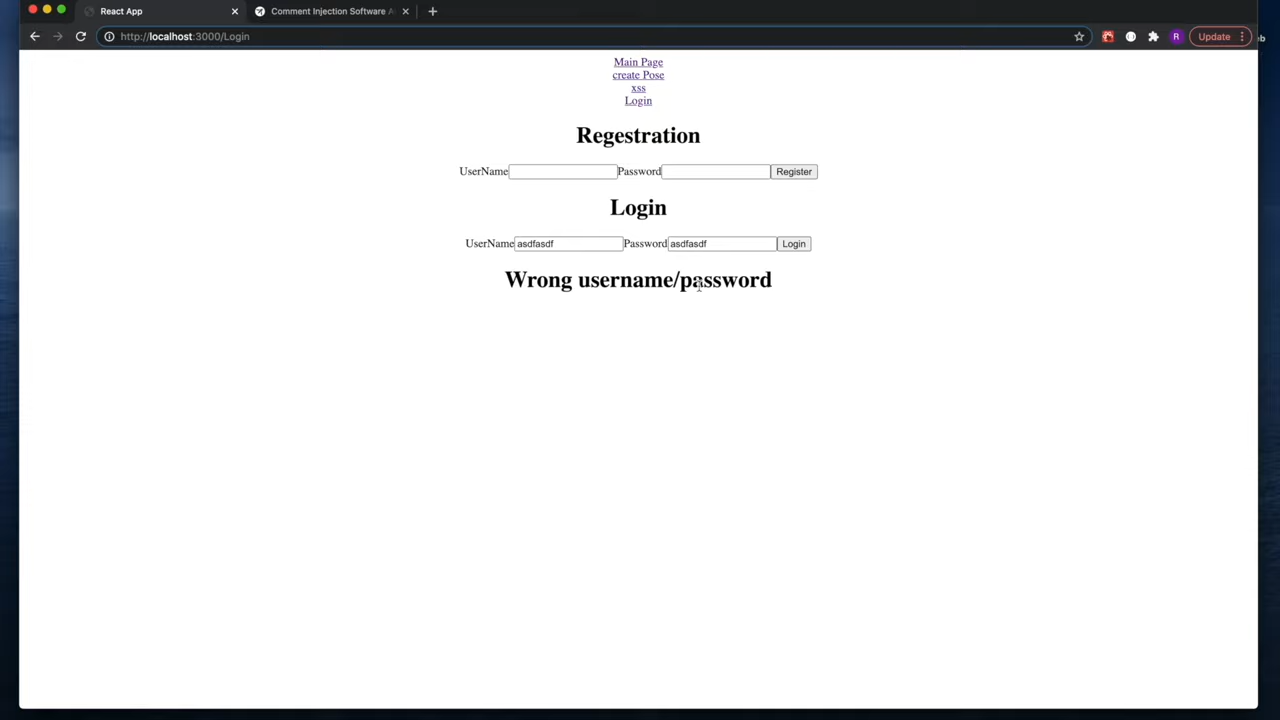 React App
Comment Injection Software A
http://localhost:3000/Login
R
Update
Main Page
create Pose
xss
Login
Regestration
UserName Password Register
Login
UserName asdfasdf Password asdfasdf Login
Wrong username/password